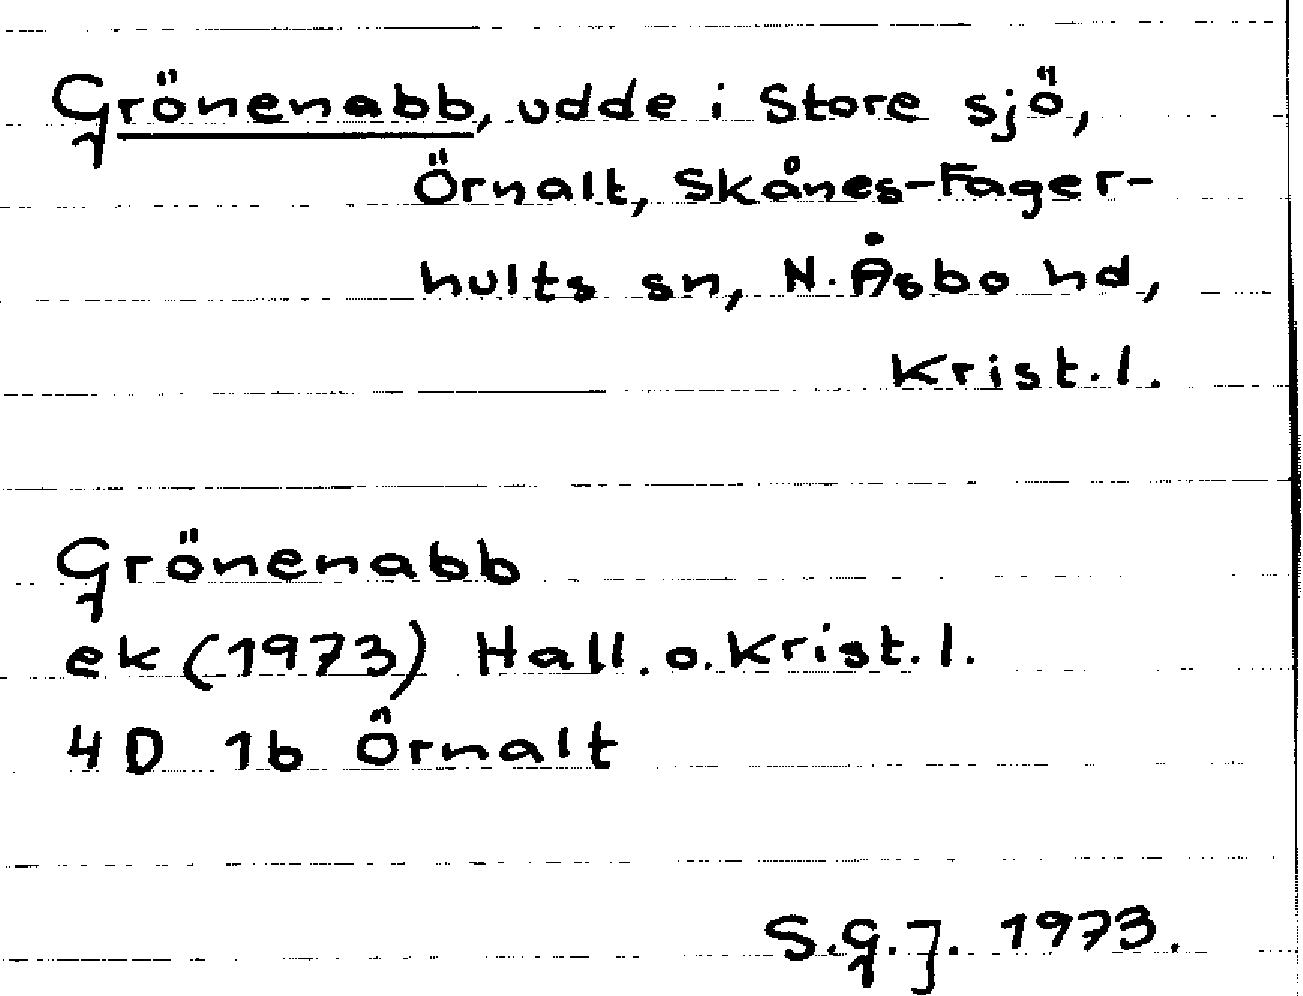 Grönenabb, udde i Store sjö,
Örnalt, Skånes-Fager-
hults sn, N. Åsbo hd,
Krist. l.
Grönenabb
ek (1973) Hall. o. Krist. l.
4D 1b Örnalt
S.G.J. 1973.